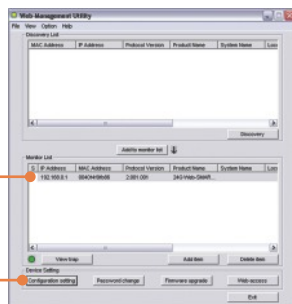 Web Management Utility
File View Option Help
Discovery List
MAC Address IP Address Protocol Version Product Name System Name
Discovery
Add to monitor list
Monitor List
S IP Address MAC Address Protocol Version Product Name System Name
192.168.0.1 2.001.001
View trap Add item Delete item
Device Setting
Configuration setting Password change Firmware upgrade Web access
Exit